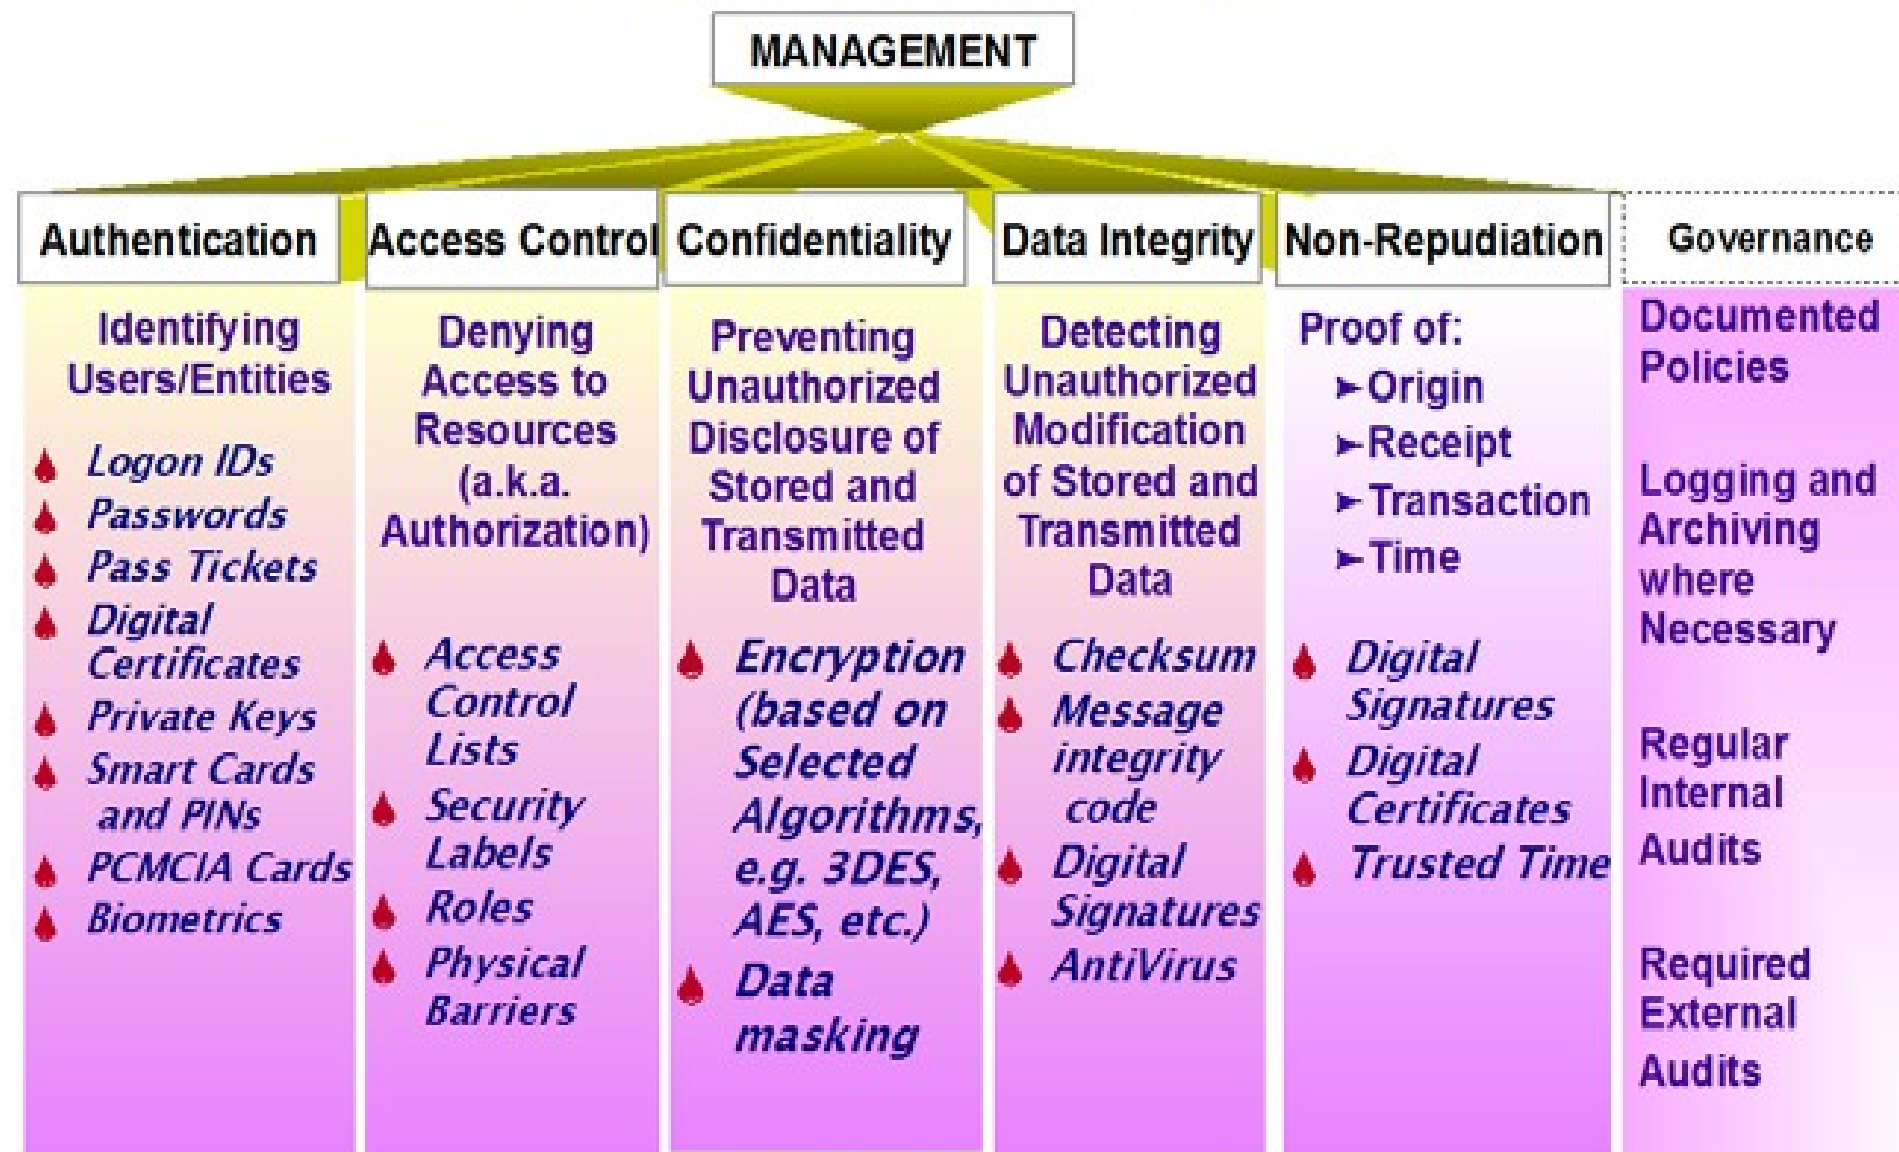 MANAGEMENT
Authentication
Identifying
Users/Entities
Logon IDs
Passwords
Pass Tickets
Digital
Certificates
Private Keys
Smart Cards
and PINs
PCMCIA Cards
Biometrics
Access Control
Denying
Access to
Resources
(a.k.a.
Authorization)
Access
Control
Lists
Security
Labels
Roles
Physical
Barriers
Confidentiality
Preventing
Unauthorized
Disclosure of
Stored and
Transmitted
Data
Encryption
(based on
Selected
Algorithms,
e.g. 3DES,
AES, etc.)
Data
masking
Data Integrity
Detecting
Unauthorized
Modification
of Stored and
Transmitted
Data
Checksum
Message
integrity
code
Digital
Signatures
AntiVirus
Non-Repudiation
Proof of:
➢Origin
➢Receipt
➢Transaction
➢Time
Digital
Signatures
Digital
Certificates
Trusted Time
Governance
Documented
Policies
Logging and
Archiving
where
Necessary
Regular
Internal
Audits
Required
External
Audits